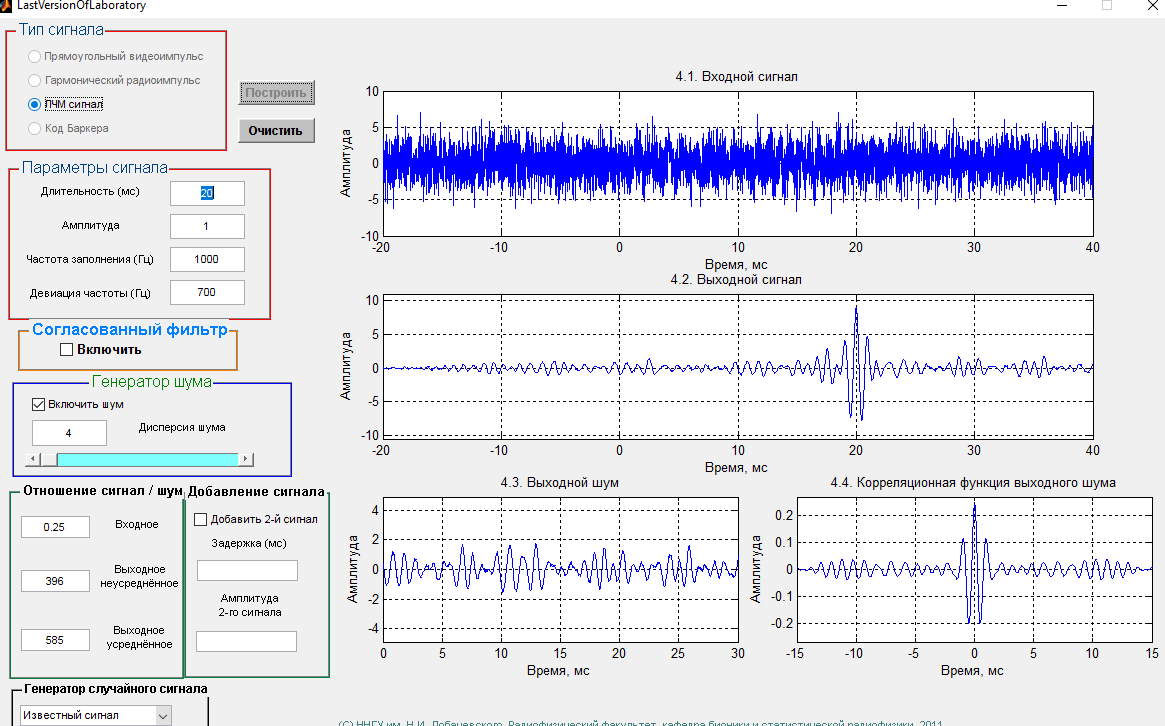 LastVersionOfLaboratory
Тип сигнала
Прямоугольный видеоимпульс
Гармонический радиоимпульс
ЛЧМ сигнал
Код Баркера
Построить
Очистить
Параметры сигнала
Длительность (мс)
20
Амплитуда
1
Частота заполнения (Гц)
1000
Девиация частоты (Гц)
700
Согласованный фильтр
Включить
Генератор шума
Включить шум
4
Дисперсия шума
Отношение сигнал / шум
0.25
Входное
396
Выходное
неусреднённое
585
Выходное
усреднённое
Добавление сигнала
Добавить 2-й сигнал
Задержка (мс)
Амплитуда
2-го сигнала
Генератор случайного сигнала
Известный сигнал
4.1. Входной сигнал
Амплитуда
10
5
0
-5
-10
-20
-10
0
10
20
30
40
Время, мс
4.2. Выходной сигнал
Амплитуда
10
5
0
-5
-10
-20
-10
0
10
20
30
40
Время, мс
4.3. Выходной шум
Амплитуда
4
2
0
-2
-4
0
5
10
15
20
25
30
Время, мс
4.4. Корреляционная функция выходного шума
Амплитуда
0.2
0.1
0
-0.1
-0.2
-15
-10
-5
0
5
10
15
Время, мс
(С) ННГУ им. Н.И. Лобачевского, Радиофизический факультет, кафедра бионики и статистической радиофизики, 2011